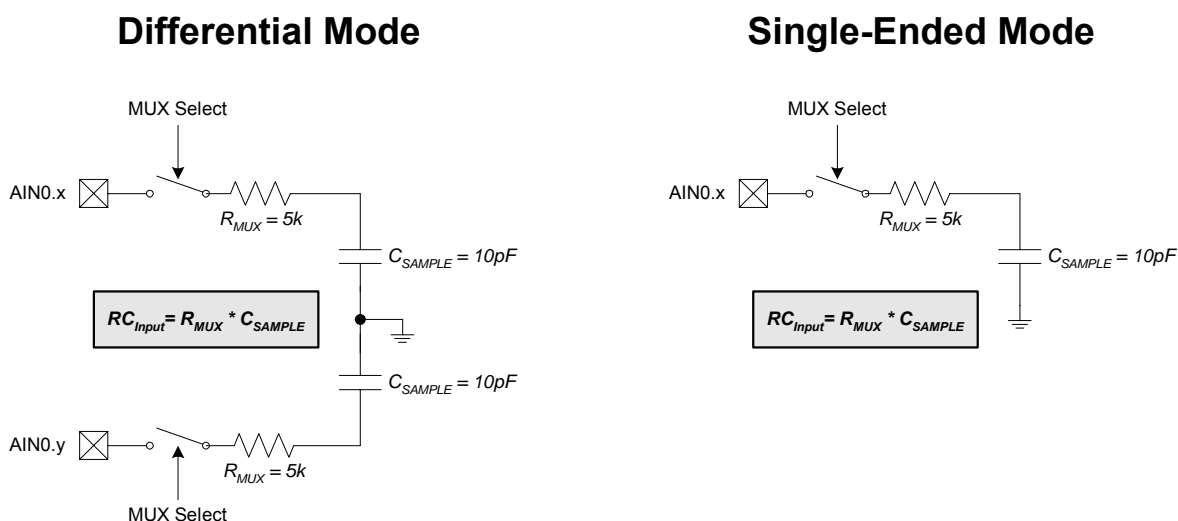 Differential Mode
MUX Select
AIN0.x
R_MUX = 5k
C_SAMPLE = 10pF
RC_Input= R_MUX * C_SAMPLE
C_SAMPLE = 10pF
AIN0.y
R_MUX = 5k
MUX Select
Single-Ended Mode
MUX Select
AIN0.x
R_MUX = 5k
C_SAMPLE = 10pF
RC_Input= R_MUX * C_SAMPLE